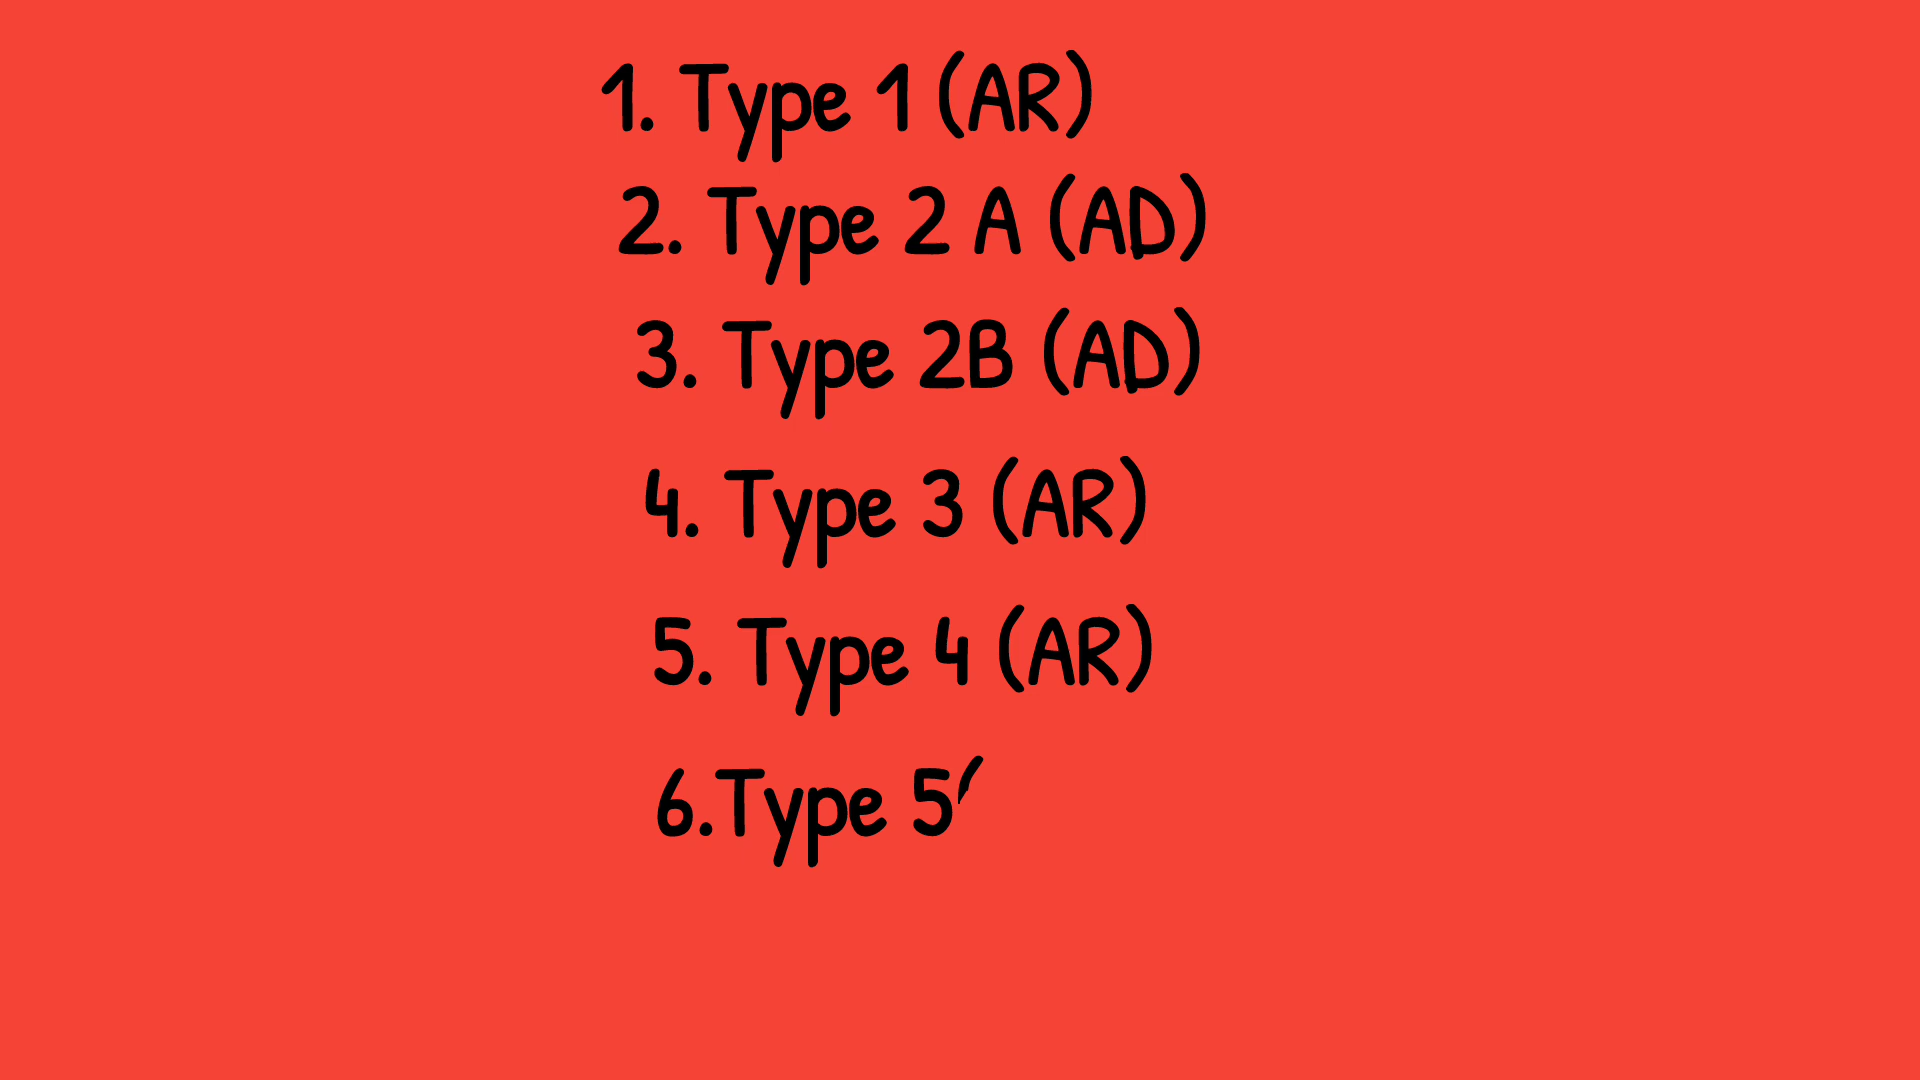 1. Type 1 (AR)
2. Type 2 A (AD)
3. Type 2B (AD)
4. Type 3 (AR)
5. Type 4 (AR)
6.Type 5(